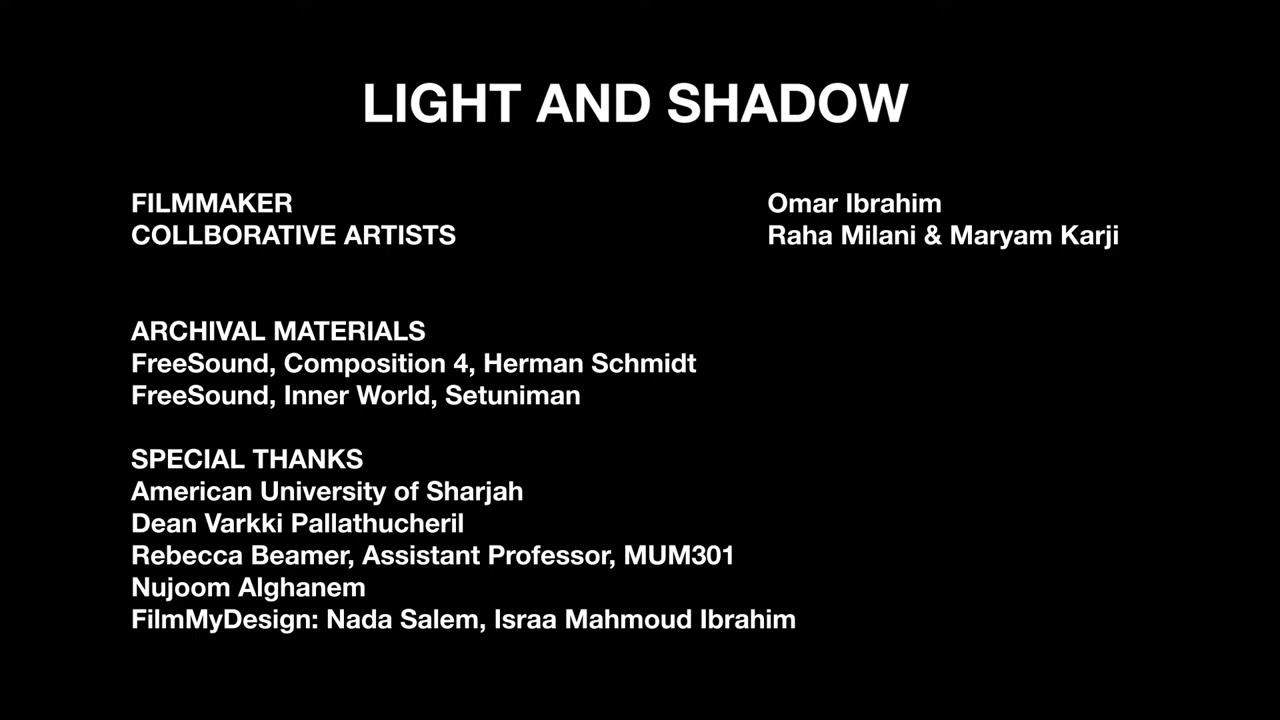 LIGHT AND SHADOW
FILMMAKER Omar Ibrahim
COLLBORATIVE ARTISTS Raha Milani & Maryam Karji
ARCHIVAL MATERIALS
FreeSound, Composition 4, Herman Schmidt
FreeSound, Inner World, Setuniman
SPECIAL THANKS
American University of Sharjah
Dean Varkki Pallathucheril
Rebecca Beamer, Assistant Professor, MUM301
Nujoom Alghanem
FilmMyDesign: Nada Salem, Israa Mahmoud Ibrahim